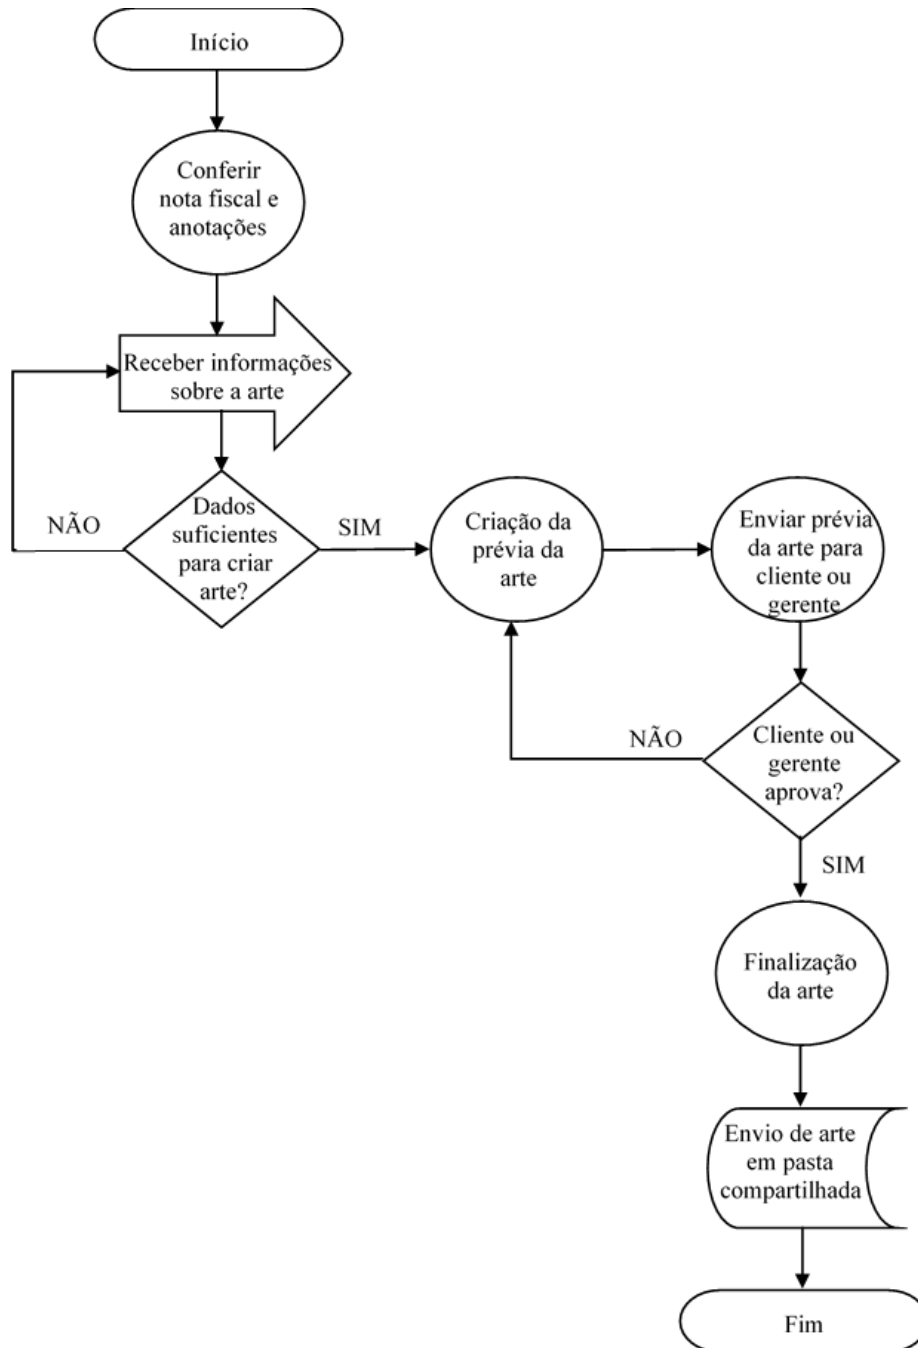 Início
Conferir
nota fiscal e
anotações
Receber informações
sobre a arte
Dados
suficientes
para criar
arte?
NÃO
SIM
Criação da
prévia da
arte
Enviar prévia
da arte para
cliente ou
gerente
Cliente ou
gerente
aprova?
NÃO
SIM
Finalização
da arte
Envio de arte
em pasta
compartilhada
Fim